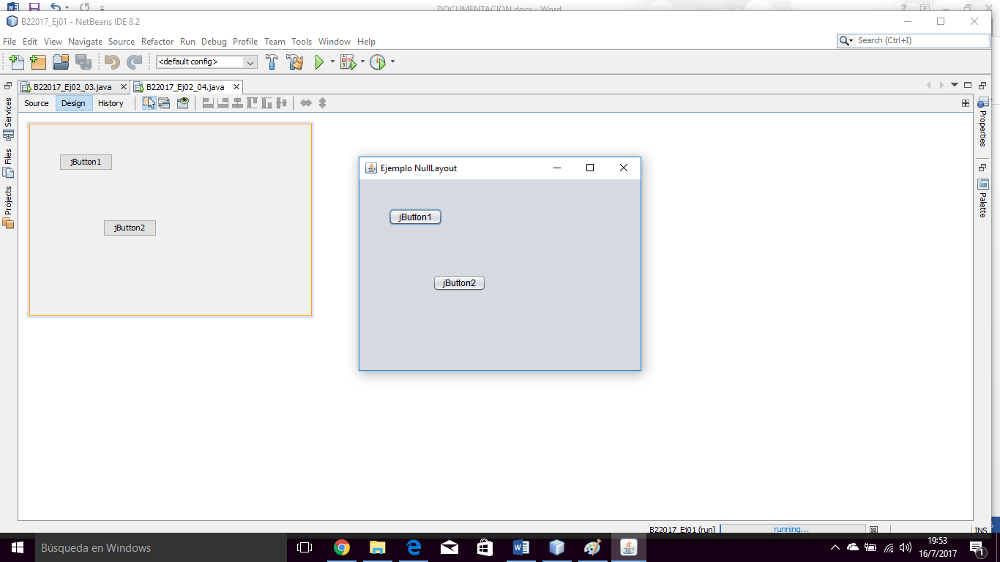 DOCUMENTACIÓN.docx - Word
B22017_Ej01 - NetBeans IDE 8.2
File Edit View Navigate Source Refactor Run Debug Profile Team Tools Window Help
Search (Ctrl+I)
<default config>
B22017_Ej02_03.java
B22017_Ej02_04.java
Source Design History
Services
Files
Projects
Properties
Palette
jButton1
jButton2
Ejemplo NullLayout
jButton1
jButton2
B22017_Ej01 (run)
running...
INS
Búsqueda en Windows
19:53
16/7/2017
1